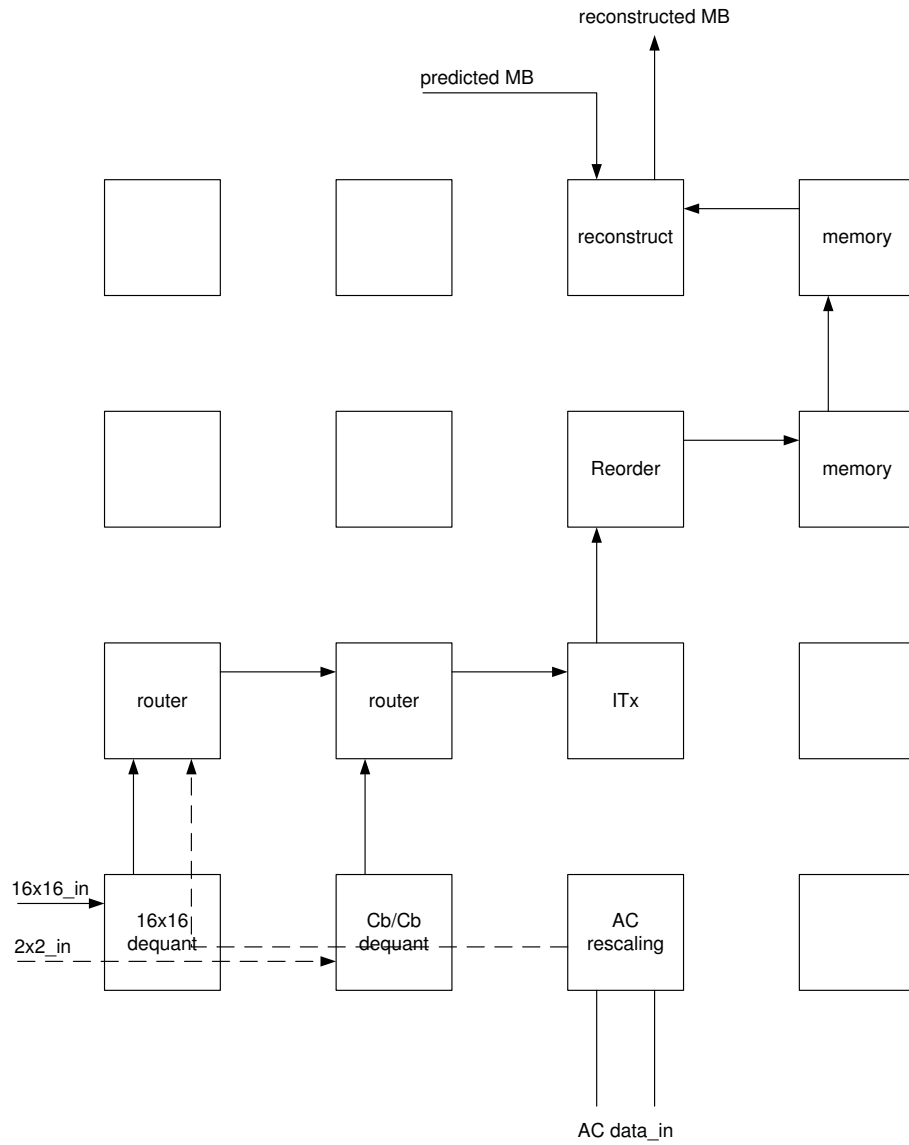 reconstructed MB
predicted MB
reconstruct
memory
Reorder
memory
router
router
ITx
16x16_in
16x16
dequant
Cb/Cb
dequant
AC
rescaling
2x2_in
AC data_in